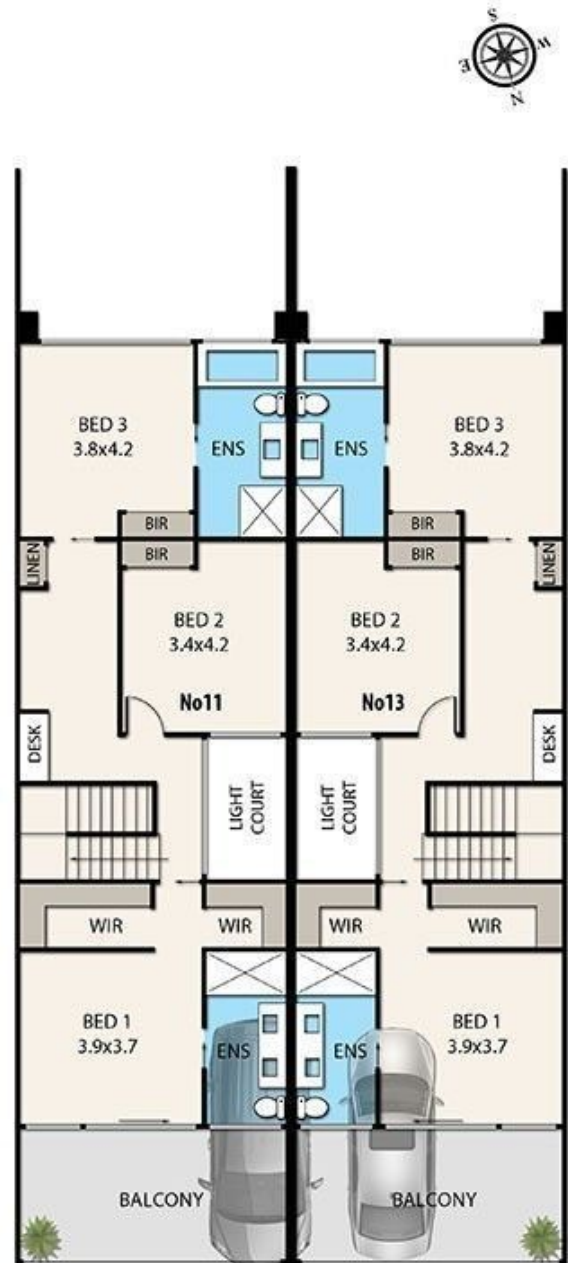 S
E W
N
BED 3
3.8x4.2
ENS
ENS
BED 3
3.8x4.2
BIR
BIR
BIR
BIR
LINEN
LINEN
BED 2
3.4x4.2
BED 2
3.4x4.2
No11
No13
DESK
LIGHT
COURT
LIGHT
COURT
DESK
WIR
WIR
WIR
WIR
BED 1
3.9x3.7
ENS
ENS
BED 1
3.9x3.7
BALCONY
BALCONY